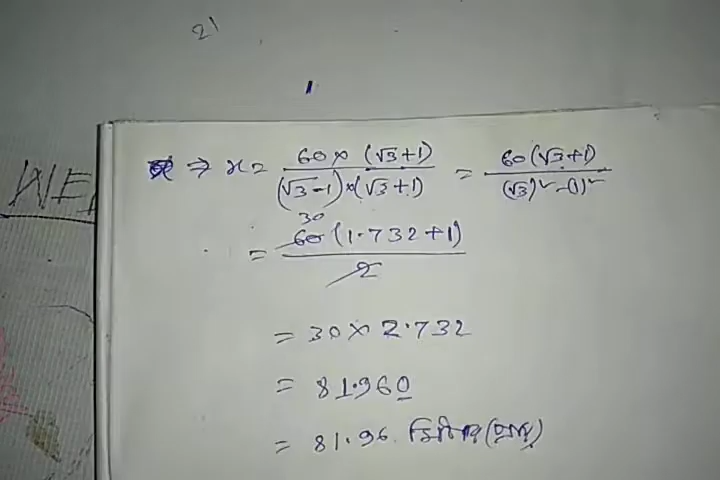 21
WE
⇒ x = 60 × (√3+1) / (√3-1)×(√3+1) = 60(√3+1) / (√3)² - (1)²
= 60 30 (1.732+1) / 2
= 30 × 2.732
= 81.960
= 81.96 মিটার (প্রায়)